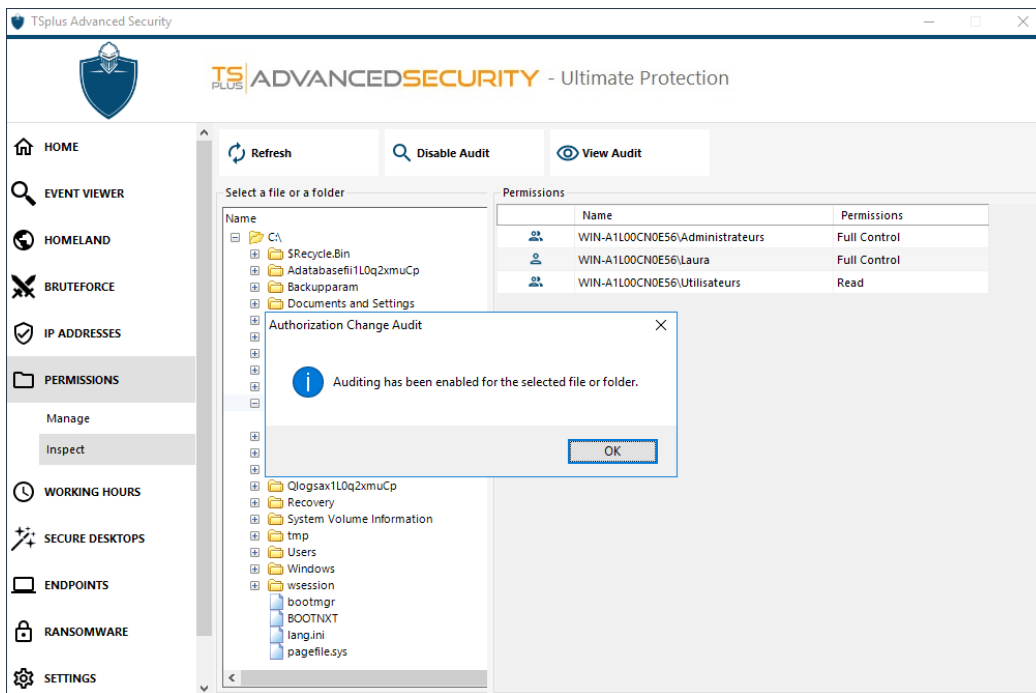 TSplus Advanced Security
TS PLUS ADVANCEDSECURITY - Ultimate Protection
HOME
EVENT VIEWER
HOMELAND
BRUTEFORCE
IP ADDRESSES
PERMISSIONS
Manage
Inspect
WORKING HOURS
SECURE DESKTOPS
ENDPOINTS
RANSOMWARE
SETTINGS
Refresh
Disable Audit
View Audit
Select a file or a folder
Name
C:\
$Recycle.Bin
Adatabasefii1L0q2xmuCp
Backupparam
Documents and Settings
Qlogsax1L0q2xmuCp
Recovery
System Volume Information
tmp
Users
Windows
wsession
bootmgr
BOOTNXT
lang.ini
pagefile.sys
Permissions
Name Permissions
WIN-A1L00CN0E56\Administrateurs Full Control
WIN-A1L00CN0E56\Laura Full Control
WIN-A1L00CN0E56\Utilisateurs Read
Authorization Change Audit
Auditing has been enabled for the selected file or folder.
OK